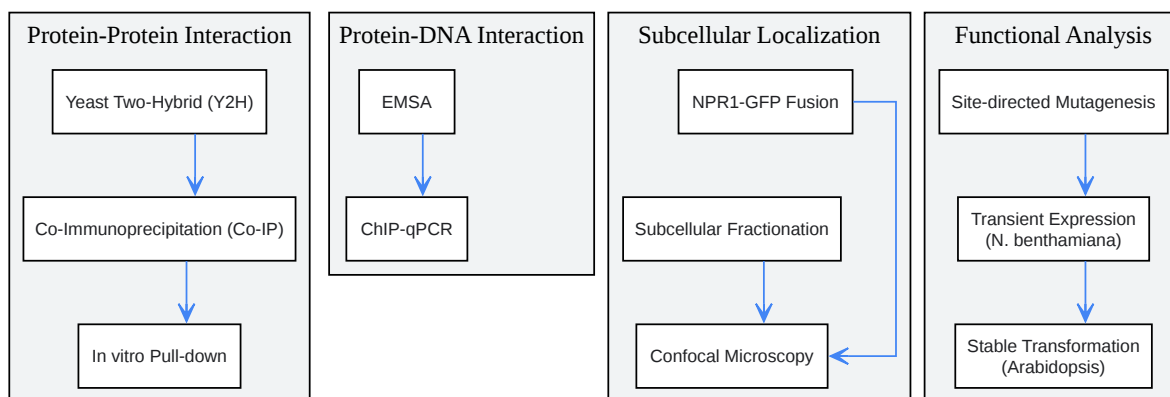 Protein-Protein Interaction
Yeast Two-Hybrid (Y2H)
Co-Immunoprecipitation (Co-IP)
In vitro Pull-down
Protein-DNA Interaction
EMSA
ChIP-qPCR
Subcellular Localization
NPR1-GFP Fusion
Subcellular Fractionation
Confocal Microscopy
Functional Analysis
Site-directed Mutagenesis
Transient Expression
(N. benthamiana)
Stable Transformation
(Arabidopsis)